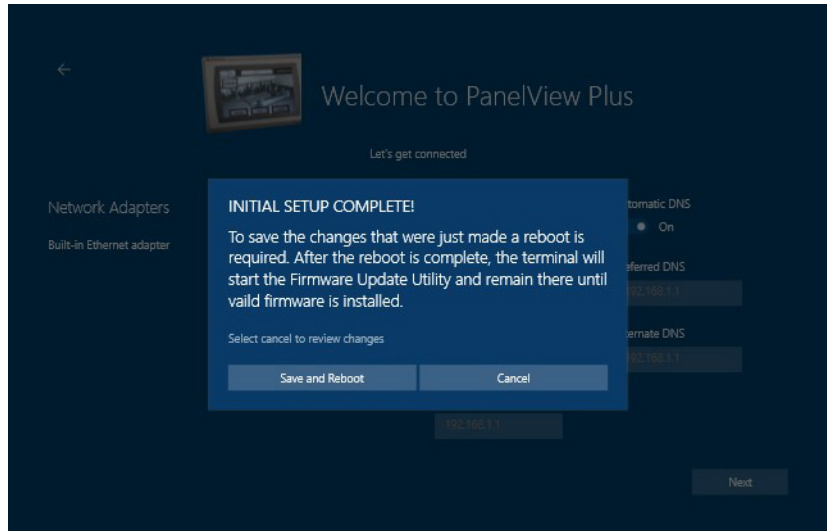 Welcome to PanelView Plus
Let's get connected
Network Adapters
Built-in Ethernet adapter
INITIAL SETUP COMPLETE!
To save the changes that were just made a reboot is
required. After the reboot is complete, the terminal will
start the Firmware Update Utility and remain there until
vaild firmware is installed.
Select cancel to review changes
Save and Reboot
Cancel
tomatic DNS
On
eferred DNS
192.168.1.1
ernate DNS
192.168.1.1
192.168.1.1
Next